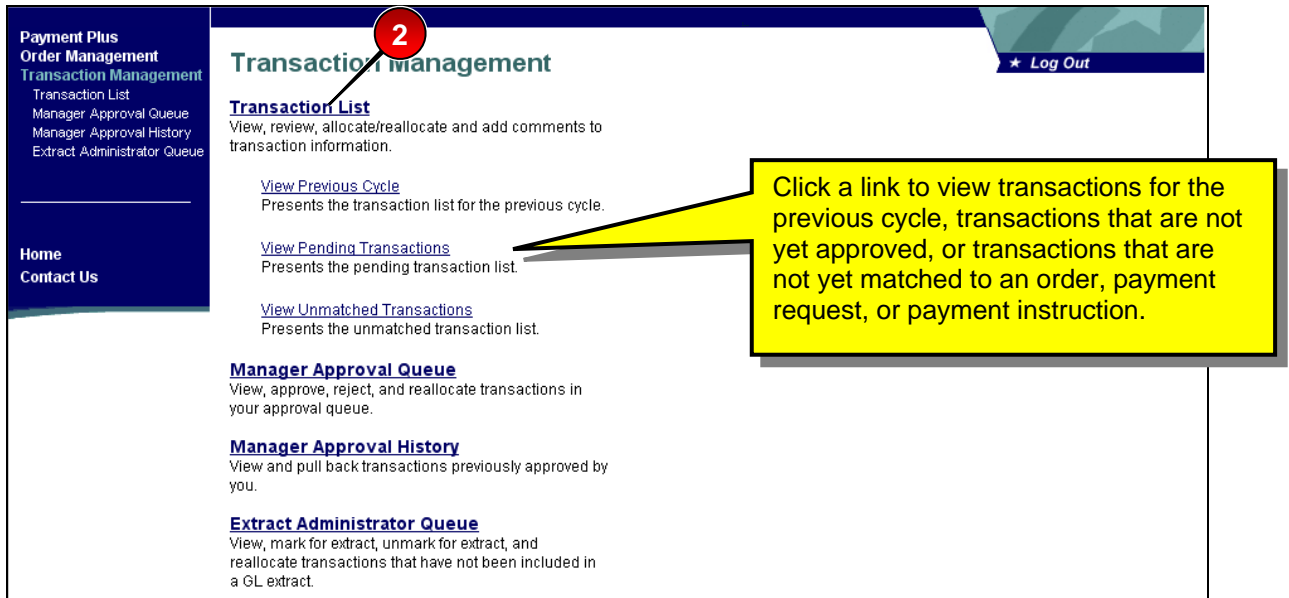 Payment Plus
Order Management
Transaction Management
Transaction List
Manager Approval Queue
Manager Approval History
Extract Administrator Queue
Home
Contact Us
2
Transaction Management
★ Log Out
Transaction List
View, review, allocate/reallocate and add comments to
transaction information.
View Previous Cycle
Presents the transaction list for the previous cycle.
View Pending Transactions
Presents the pending transaction list.
View Unmatched Transactions
Presents the unmatched transaction list.
Click a link to view transactions for the
previous cycle, transactions that are not
yet approved, or transactions that are
not yet matched to an order, payment
request, or payment instruction.
Manager Approval Queue
View, approve, reject, and reallocate transactions in
your approval queue.
Manager Approval History
View and pull back transactions previously approved by
you.
Extract Administrator Queue
View, mark for extract, unmark for extract, and
reallocate transactions that have not been included in
a GL extract.